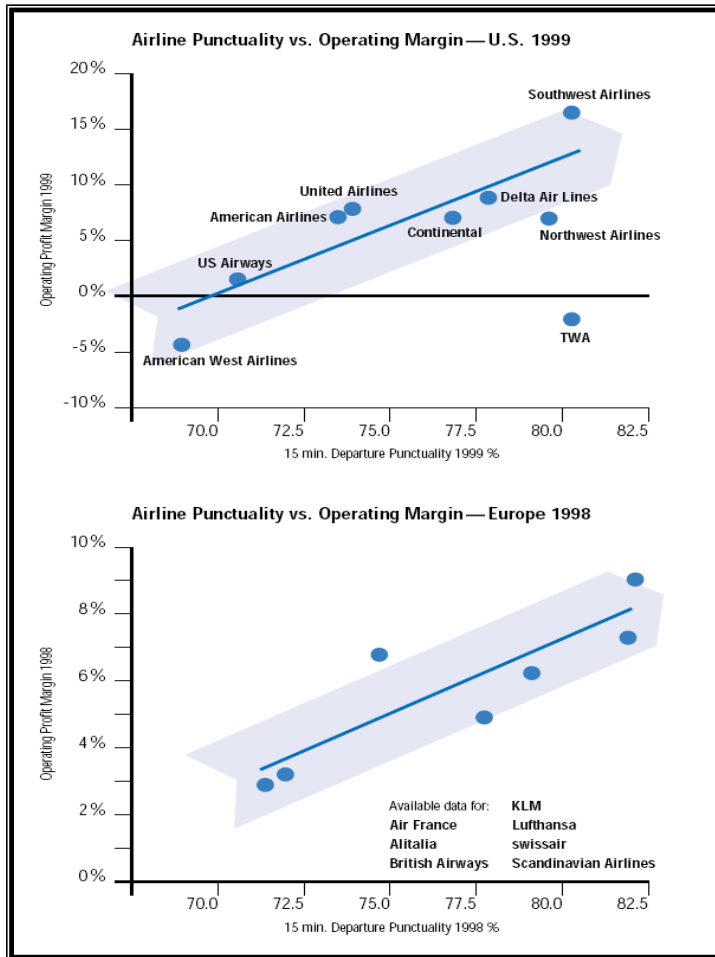 Airline Punctuality vs. Operating Margin — U.S. 1999
20%
Southwest Airlines
15%
Operating Profit Margin 1999
10%
United Airlines
Delta Air Lines
American Airlines
Continental
Northwest Airlines
5%
US Airways
0%
TWA
-5%
American West Airlines
-10%
70.0 72.5 75.0 77.5 80.0 82.5
15 min. Departure Punctuality 1999 %
Airline Punctuality vs. Operating Margin — Europe 1998
10%
8%
Operating Profit Margin 1998
6%
4%
2%
Available data for: KLM
Air France Lufthansa
Alitalia swissair
British Airways Scandinavian Airlines
0%
70.0 72.5 75.0 77.5 80.0 82.5
15 min. Departure Punctuality 1998 %